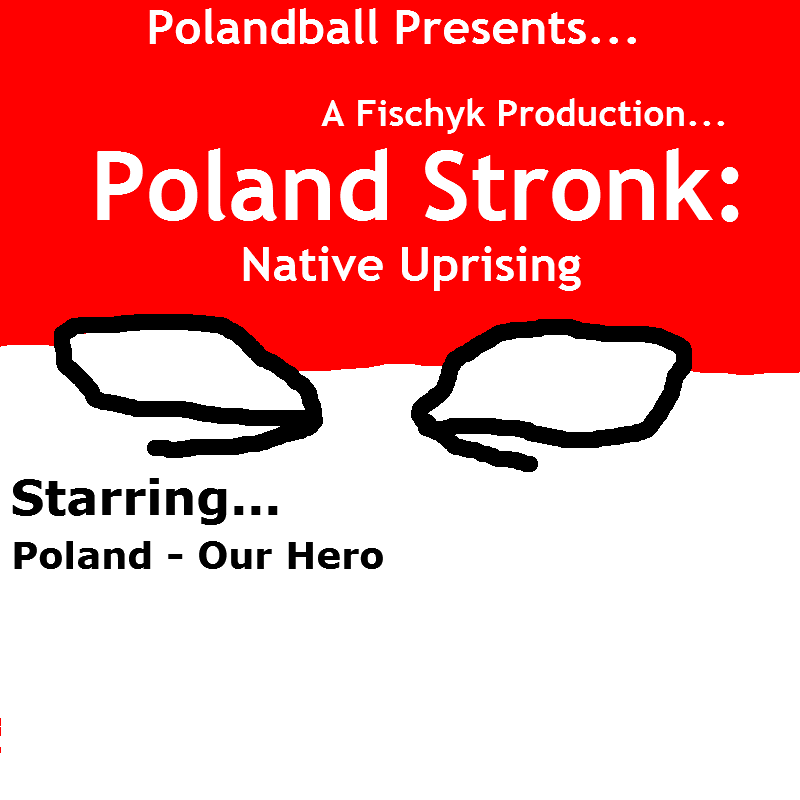 Polandball Presents...
A Fischyk Production...
Poland Stronk:
Native Uprising
Starring...
Poland - Our Hero